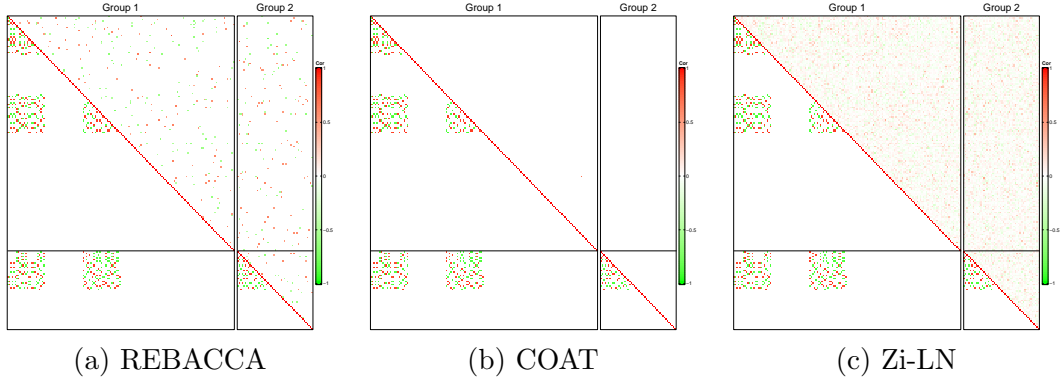 Group 1 Group 2 Group 1 Group 2 Group 1 Group 2
Cor Cor Cor
1 1 1
0.5 0.5 0.5
0 0 0
−0.5 −0.5 −0.5
−1 −1 −1
(a) REBACCA (b) COAT (c) Zi-LN